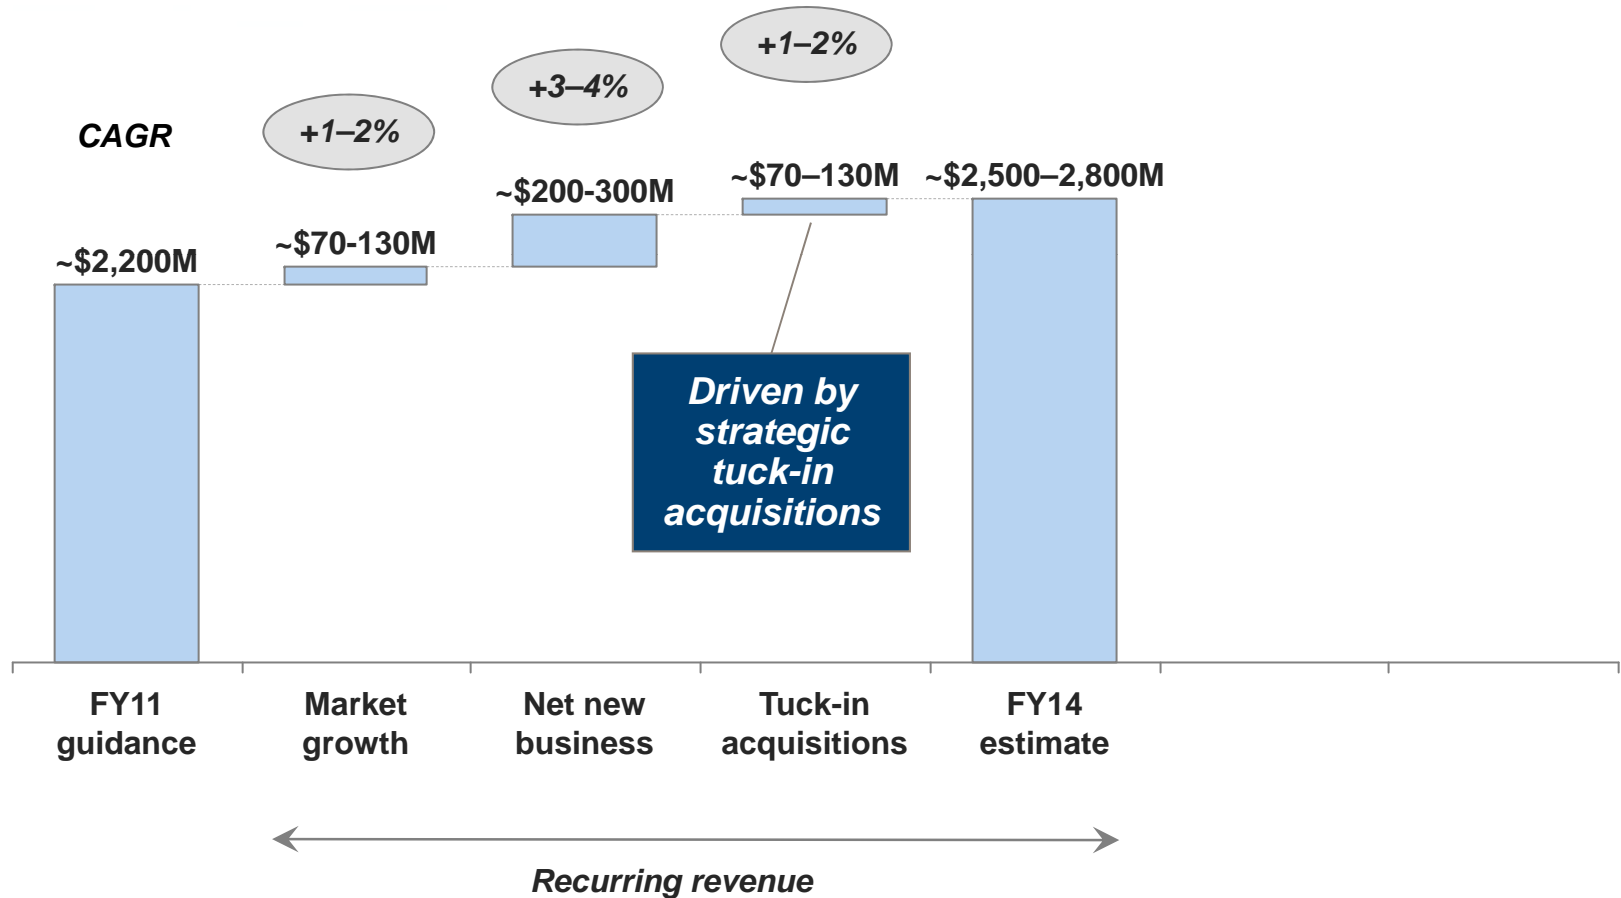 +1–2%
+3–4%
+1–2%
CAGR
~$70–130M
~$2,500–2,800M
~$200-300M
~$70-130M
~$2,200M
Driven by
strategic
tuck-in
acquisitions
FY11
guidance
Market
growth
Net new
business
Tuck-in
acquisitions
FY14
estimate
Recurring revenue